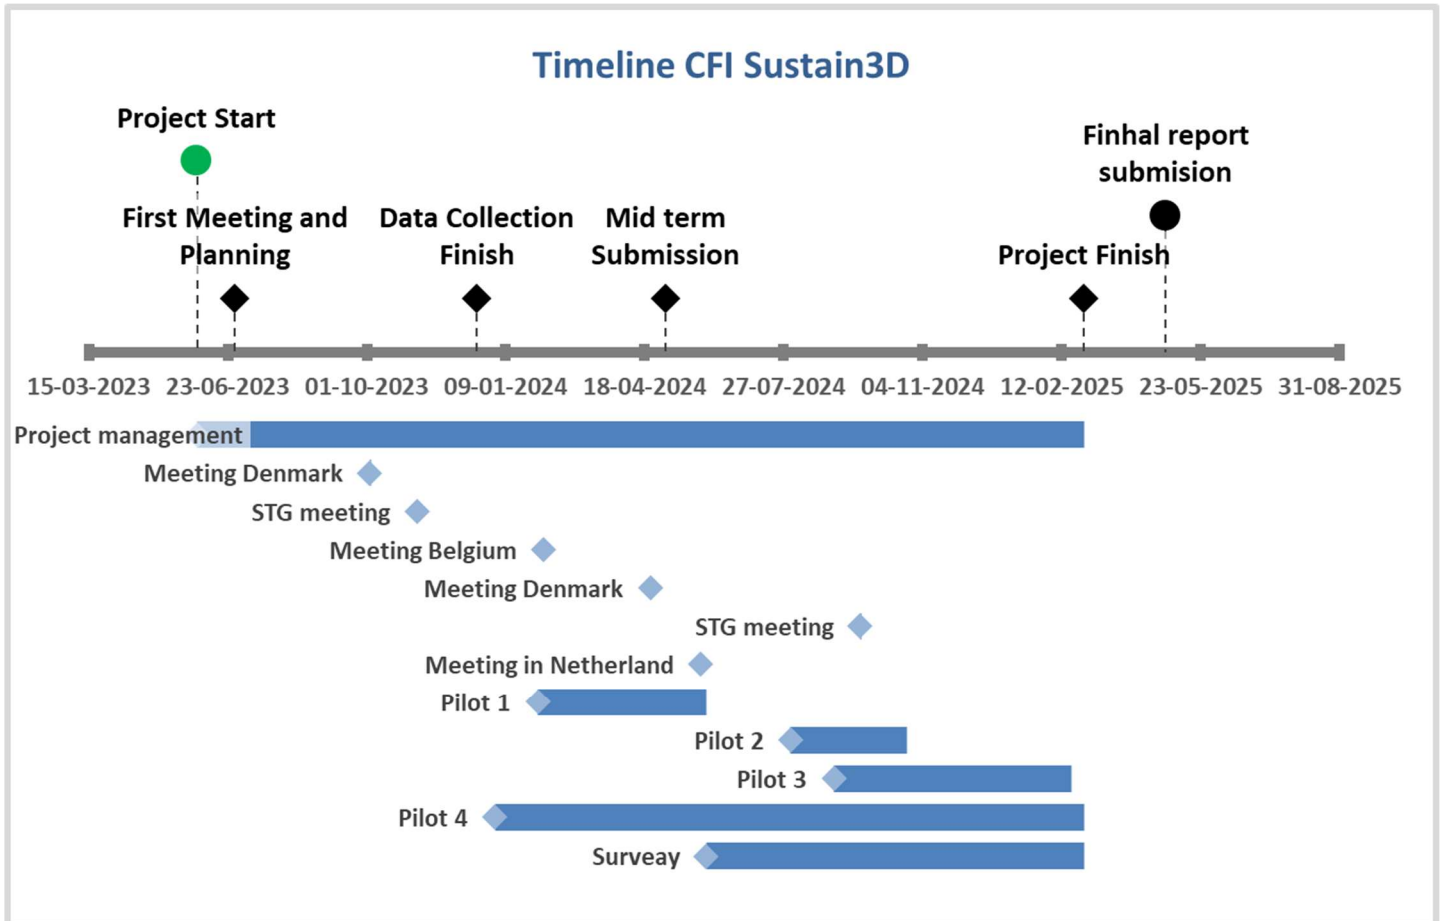 Timeline CFI Sustain3D
Project Start
Finhal report
submision
First Meeting and
Planning
Data Collection
Finish
Mid term
Submission
Project Finish
15-03-2023 23-06-2023 01-10-2023 09-01-2024 18-04-2024 27-07-2024 04-11-2024 12-02-2025 23-05-2025 31-08-2025
Project management
Meeting Denmark
STG meeting
Meeting Belgium
Meeting Denmark
STG meeting
Meeting in Netherland
Pilot 1
Pilot 2
Pilot 3
Pilot 4
Surveay